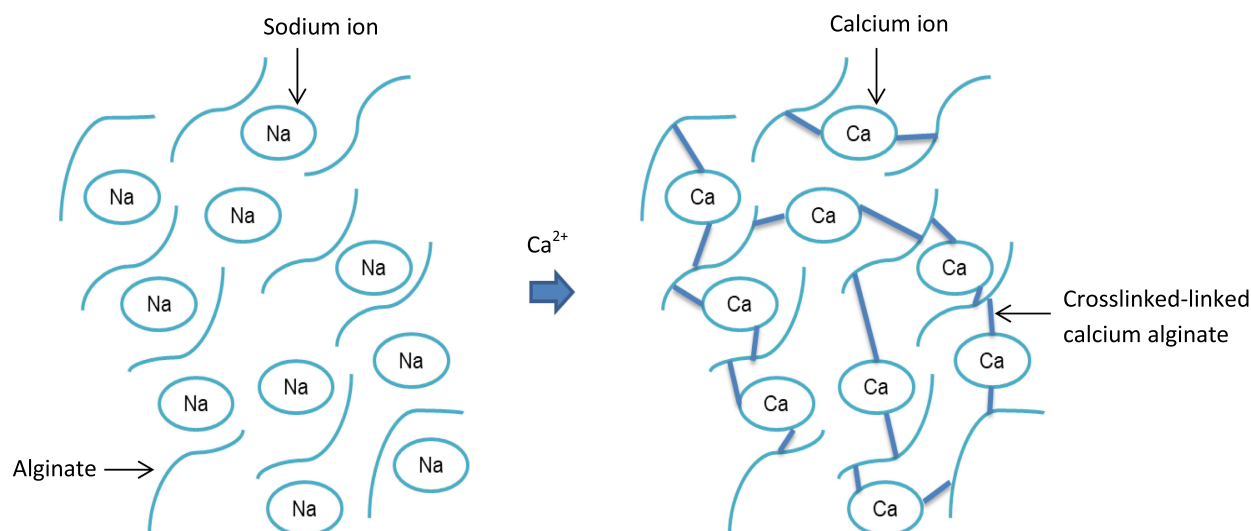 Sodium ion
Calcium ion
Na
Ca
Na
Na
Ca
Ca
Ca²⁺
Na
Ca
Na
Ca
Crosslinked-linked
calcium alginate
Na
Ca
Na
Na
Ca
Ca
Alginate
Na
Na
Ca